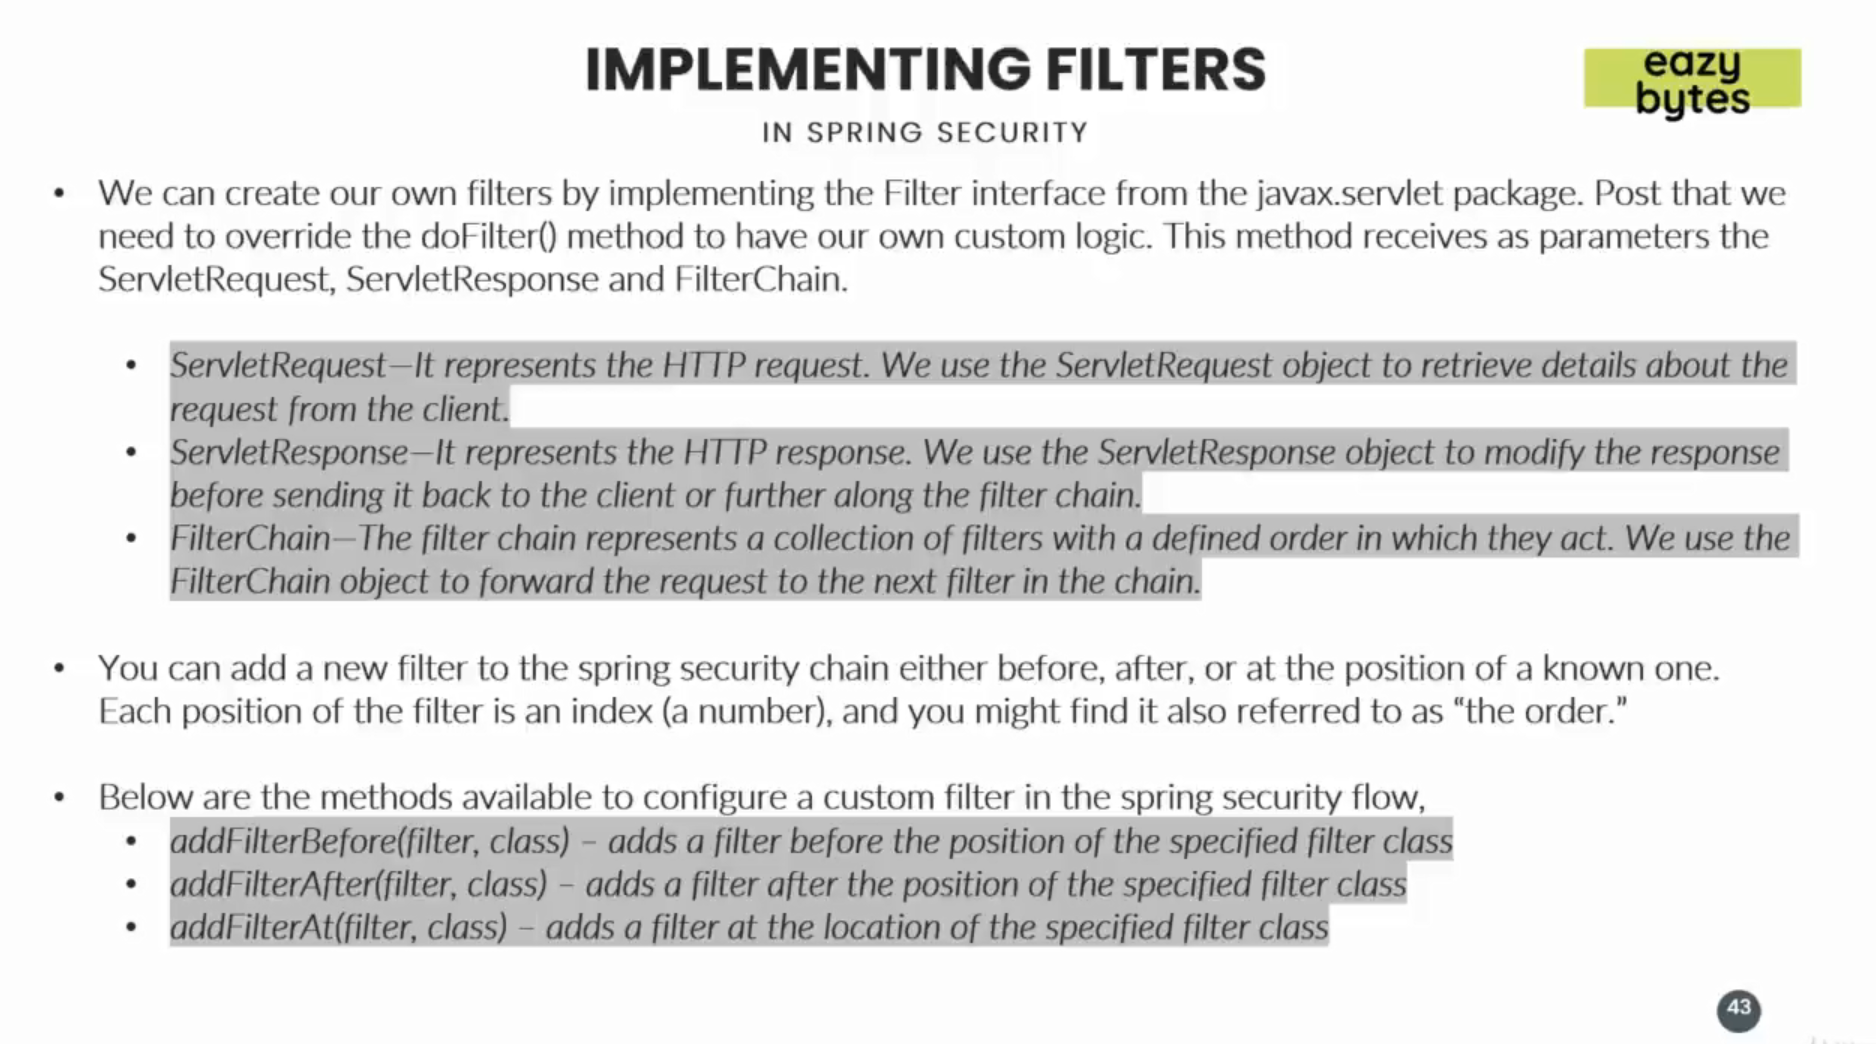 IMPLEMENTING FILTERS
eazy
bytes
IN SPRING SECURITY
• We can create our own filters by implementing the Filter interface from the javax.servlet package. Post that we
need to override the doFilter() method to have our own custom logic. This method receives as parameters the
ServletRequest, ServletResponse and FilterChain.
• ServletRequest—It represents the HTTP request. We use the ServletRequest object to retrieve details about the
request from the client.
• ServletResponse—It represents the HTTP response. We use the ServletResponse object to modify the response
before sending it back to the client or further along the filter chain.
• FilterChain—The filter chain represents a collection of filters with a defined order in which they act. We use the
FilterChain object to forward the request to the next filter in the chain.
• You can add a new filter to the spring security chain either before, after, or at the position of a known one.
Each position of the filter is an index (a number), and you might find it also referred to as “the order.”
• Below are the methods available to configure a custom filter in the spring security flow,
• addFilterBefore(filter, class) – adds a filter before the position of the specified filter class
• addFilterAfter(filter, class) – adds a filter after the position of the specified filter class
• addFilterAt(filter, class) – adds a filter at the location of the specified filter class
43